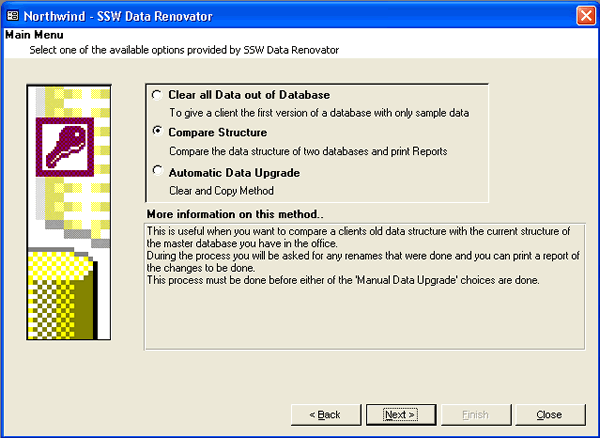 Northwind - SSW Data Renovator
Main Menu
Select one of the available options provided by SSW Data Renovator
Clear all Data out of Database
To give a client the first version of a database with only sample data
Compare Structure
Compare the data structure of two databases and print Reports
Automatic Data Upgrade
Clear and Copy Method
More information on this method..
This is useful when you want to compare a clients old data structure with the current structure of
the master database you have in the office.
During the process you will be asked for any renames that were done and you can print a report of
the changes to be done.
This process must be done before either of the 'Manual Data Upgrade' choices are done.
< Back Next > Finish Close